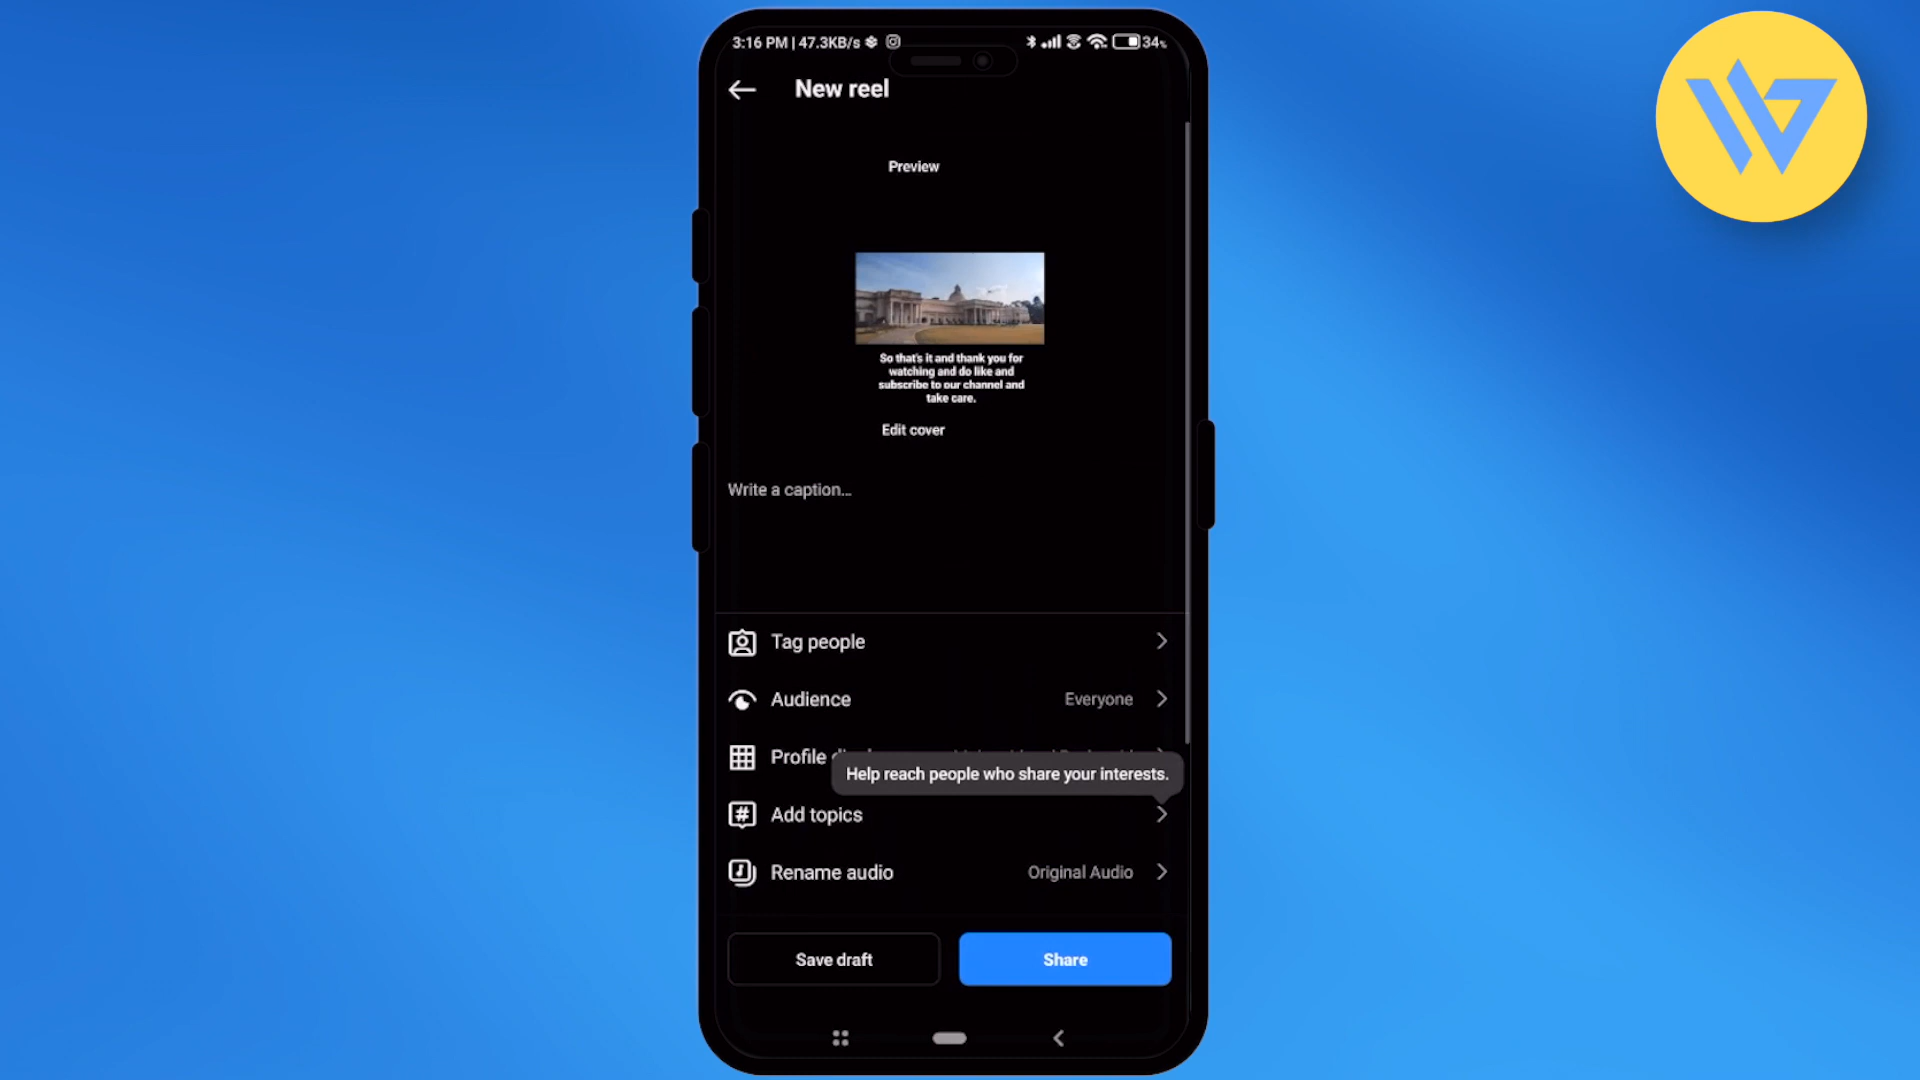 3:16 PM | 47.3KB/s
34%
New reel
Preview
So that's it and thank you for
watching and do like and
subscribe to our channel and
take care.
Edit cover
Write a caption...
Tag people
Audience
Everyone
Profile
Help reach people who share your interests.
Add topics
Rename audio
Original Audio
Save draft
Share